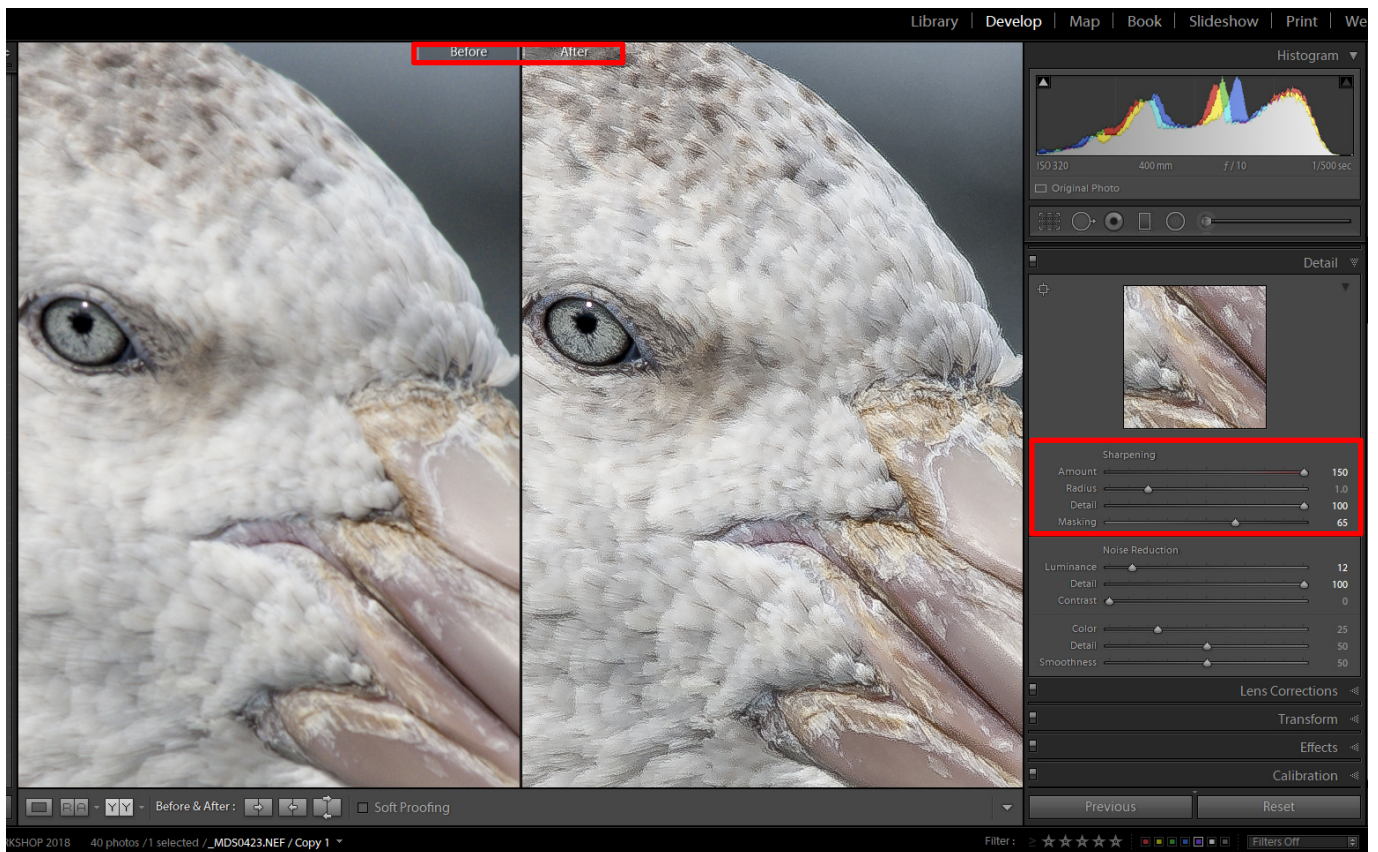 Library | Develop | Map | Book | Slideshow | Print | We
Before After
Histogram
ISO 320 400 mm f / 10 1/500 sec
Original Photo
Detail
Sharpening
Amount 150
Radius 1.0
Detail 100
Masking 65
Noise Reduction
Luminance 12
Detail 100
Contrast 0
Color 25
Detail 50
Smoothness 50
Lens Corrections
Transform
Effects
Calibration
R A Y Y Before & After : Soft Proofing
Previous Reset
RKSHOP 2018 40 photos / 1 selected / _MDS0423.NEF / Copy 1
Filter : Filters Off